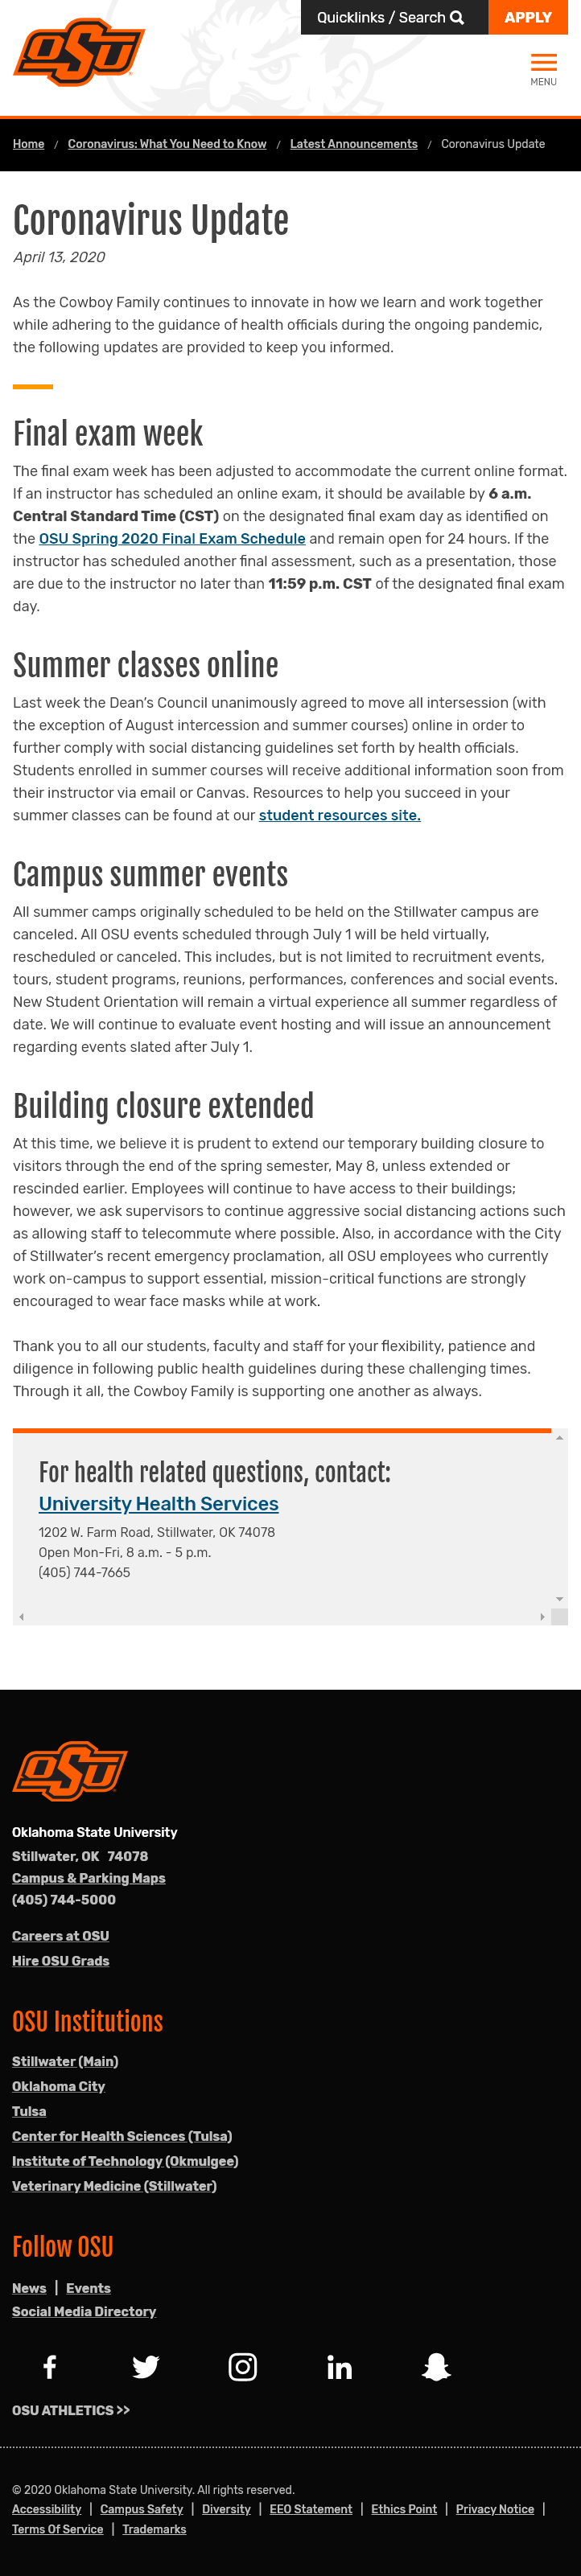 Quicklinks / Search
APPLY
OSU
MENU
Home / Coronavirus: What You Need to Know / Latest Announcements / Coronavirus Update
Coronavirus Update
April 13, 2020
As the Cowboy Family continues to innovate in how we learn and work together
while adhering to the guidance of health officials during the ongoing pandemic,
the following updates are provided to keep you informed.
Final exam week
The final exam week has been adjusted to accommodate the current online format.
If an instructor has scheduled an online exam, it should be available by 6 a.m.
Central Standard Time (CST) on the designated final exam day as identified on
the OSU Spring 2020 Final Exam Schedule and remain open for 24 hours. If the
instructor has scheduled another final assessment, such as a presentation, those
are due to the instructor no later than 11:59 p.m. CST of the designated final exam
day.
Summer classes online
Last week the Dean’s Council unanimously agreed to move all intersession (with
the exception of August intercession and summer courses) online in order to
further comply with social distancing guidelines set forth by health officials.
Students enrolled in summer courses will receive additional information soon from
their instructor via email or Canvas. Resources to help you succeed in your
summer classes can be found at our student resources site.
Campus summer events
All summer camps originally scheduled to be held on the Stillwater campus are
canceled. All OSU events scheduled through July 1 will be held virtually,
rescheduled or canceled. This includes, but is not limited to recruitment events,
tours, student programs, reunions, performances, conferences and social events.
New Student Orientation will remain a virtual experience all summer regardless of
date. We will continue to evaluate event hosting and will issue an announcement
regarding events slated after July 1.
Building closure extended
At this time, we believe it is prudent to extend our temporary building closure to
visitors through the end of the spring semester, May 8, unless extended or
rescinded earlier. Employees will continue to have access to their buildings;
however, we ask supervisors to continue aggressive social distancing actions such
as allowing staff to telecommute where possible. Also, in accordance with the City
of Stillwater’s recent emergency proclamation, all OSU employees who currently
work on-campus to support essential, mission-critical functions are strongly
encouraged to wear face masks while at work.
Thank you to all our students, faculty and staff for your flexibility, patience and
diligence in following public health guidelines during these challenging times.
Through it all, the Cowboy Family is supporting one another as always.
For health related questions, contact:
University Health Services
1202 W. Farm Road, Stillwater, OK 74078
Open Mon-Fri, 8 a.m. - 5 p.m.
(405) 744-7665
OSU
Oklahoma State University
Stillwater, OK 74078
Campus & Parking Maps
(405) 744-5000
Careers at OSU
Hire OSU Grads
OSU Institutions
Stillwater (Main)
Oklahoma City
Tulsa
Center for Health Sciences (Tulsa)
Institute of Technology (Okmulgee)
Veterinary Medicine (Stillwater)
Follow OSU
News | Events
Social Media Directory
OSU ATHLETICS >>
© 2020 Oklahoma State University. All rights reserved.
Accessibility | Campus Safety | Diversity | EEO Statement | Ethics Point | Privacy Notice |
Terms Of Service | Trademarks